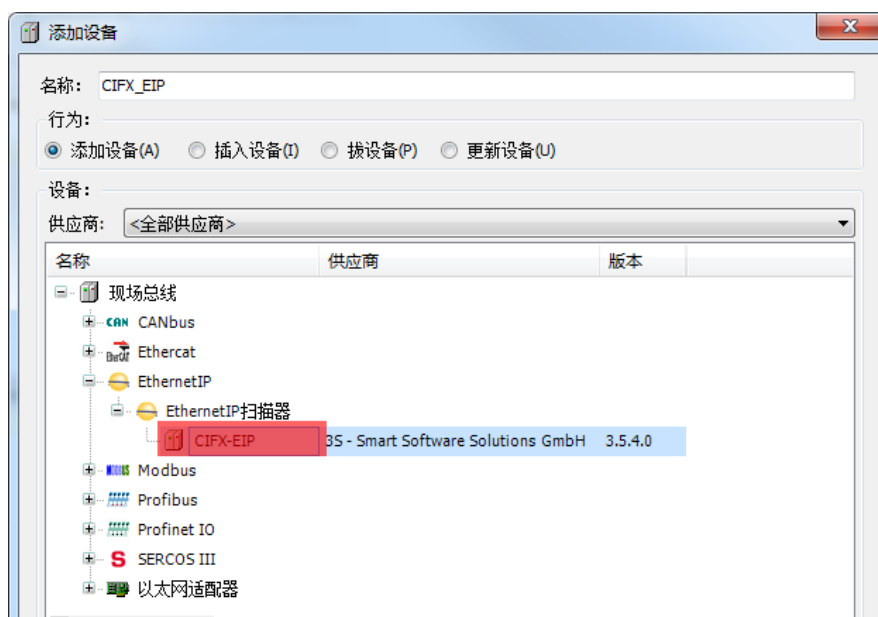 添加设备
X
名称: CIFX_EIP
行为:
添加设备(A) 插入设备(I) 拔设备(P) 更新设备(U)
设备:
供应商: <全部供应商>
名称 供应商 版本
现场总线
CAN CANbus
EtherCAT Ethercat
EthernetIP
EthernetIP扫描器
CIFX-EIP 3S - Smart Software Solutions GmbH 3.5.4.0
MODBUS Modbus
Profibus
Profinet IO
S SERCOS III
以太网适配器